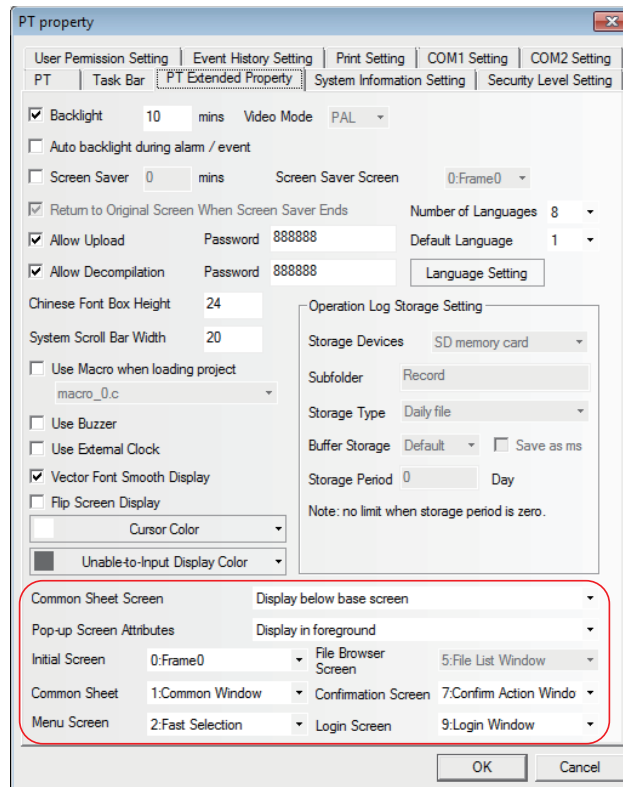 PT property
User Permission Setting Event History Setting Print Setting COM1 Setting COM2 Setting
PT Task Bar PT Extended Property System Information Setting Security Level Setting
Backlight 10 mins Video Mode PAL
Auto backlight during alarm / event
Screen Saver 0 mins Screen Saver Screen 0:Frame0
Return to Original Screen When Screen Saver Ends Number of Languages 8
Allow Upload Password 888888 Default Language 1
Allow Decompilation Password 888888 Language Setting
Chinese Font Box Height 24 Operation Log Storage Setting
System Scroll Bar Width 20 Storage Devices SD memory card
Use Macro when loading project
macro_0.c
Subfolder Record
Storage Type Daily file
Use Buzzer
Use External Clock Buffer Storage Default Save as ms
Vector Font Smooth Display Storage Period 0 Day
Flip Screen Display Note: no limit when storage period is zero.
Cursor Color
Unable-to-Input Display Color
Common Sheet Screen Display below base screen
Pop-up Screen Attributes Display in foreground
Initial Screen 0:Frame0 File Browser Screen 5:File List Window
Common Sheet 1:Common Window Confirmation Screen 7:Confirm Action Windo
Menu Screen 2:Fast Selection Login Screen 9:Login Window
OK Cancel